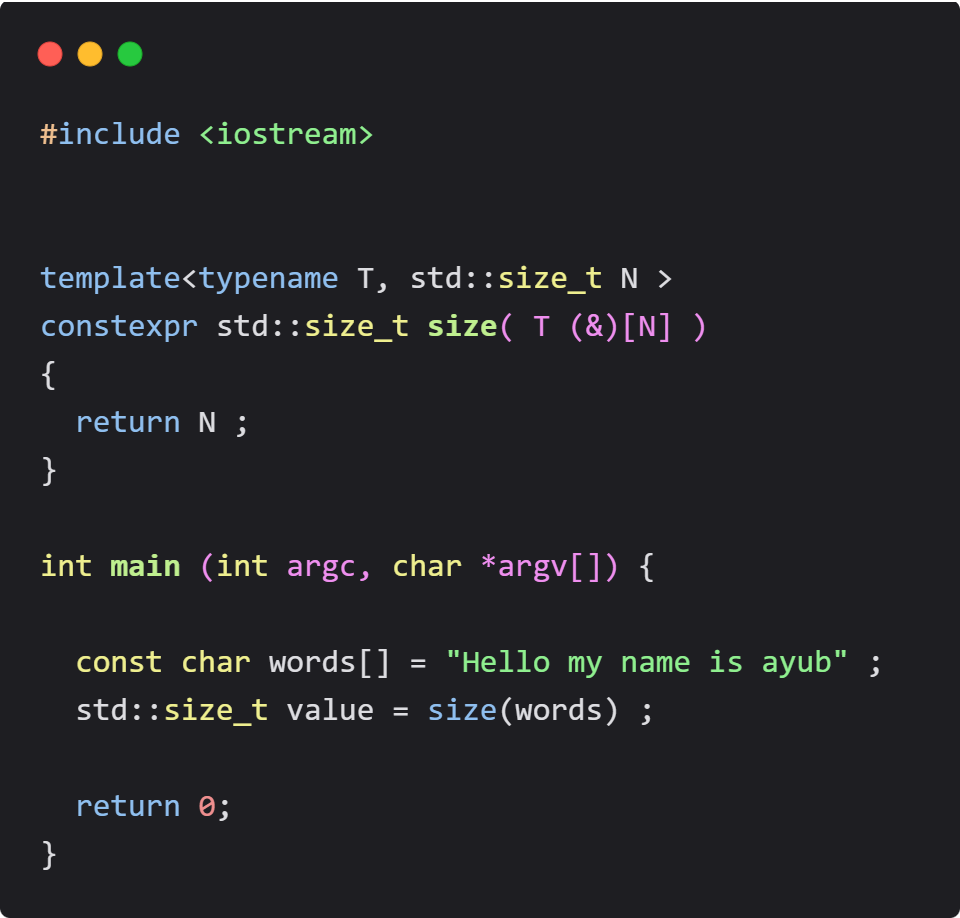 #include <iostream>
template<typename T, std::size_t N >
constexpr std::size_t size( T (&)[N] )
{
  return N ;
}
int main (int argc, char *argv[]) {
  const char words[] = "Hello my name is ayub" ;
  std::size_t value = size(words) ;
  return 0;
}